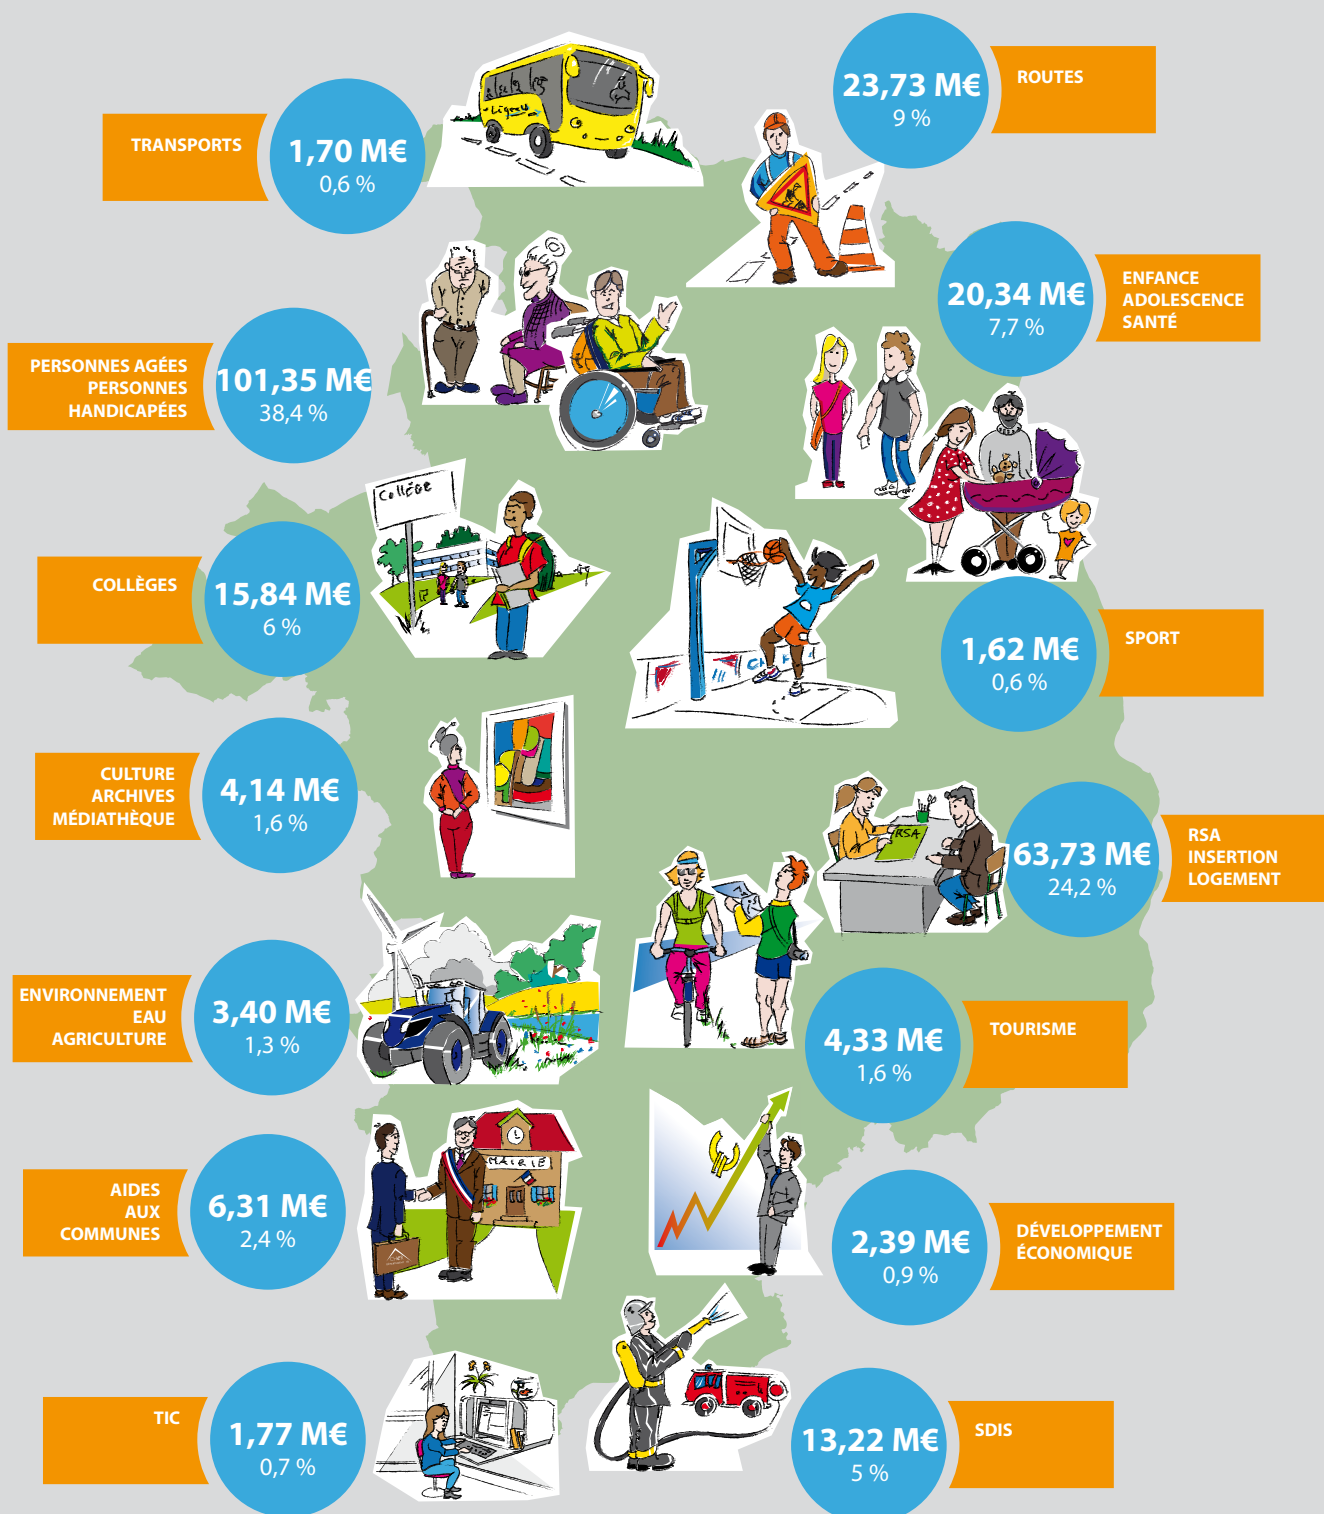 TRANSPORTS
1,70 M€
0,6 %
Ligne
23,73 M€
9 %
ROUTES
20,34 M€
7,7 %
ENFANCE
ADOLESCENCE
SANTÉ
PERSONNES AGÉES
PERSONNES
HANDICAPÉES
101,35 M€
38,4 %
CollÉGE
COLLÈGES
15,84 M€
6 %
1,62 M€
0,6 %
SPORT
CULTURE
ARCHIVES
MÉDIATHÈQUE
4,14 M€
1,6 %
RSA
63,73 M€
24,2 %
RSA
INSERTION
LOGEMENT
ENVIRONNEMENT
EAU
AGRICULTURE
3,40 M€
1,3 %
4,33 M€
1,6 %
TOURISME
AIDES
AUX
COMMUNES
6,31 M€
2,4 %
MAIRIE
2,39 M€
0,9 %
DÉVELOPPEMENT
ÉCONOMIQUE
TIC
1,77 M€
0,7 %
13,22 M€
5 %
SDIS